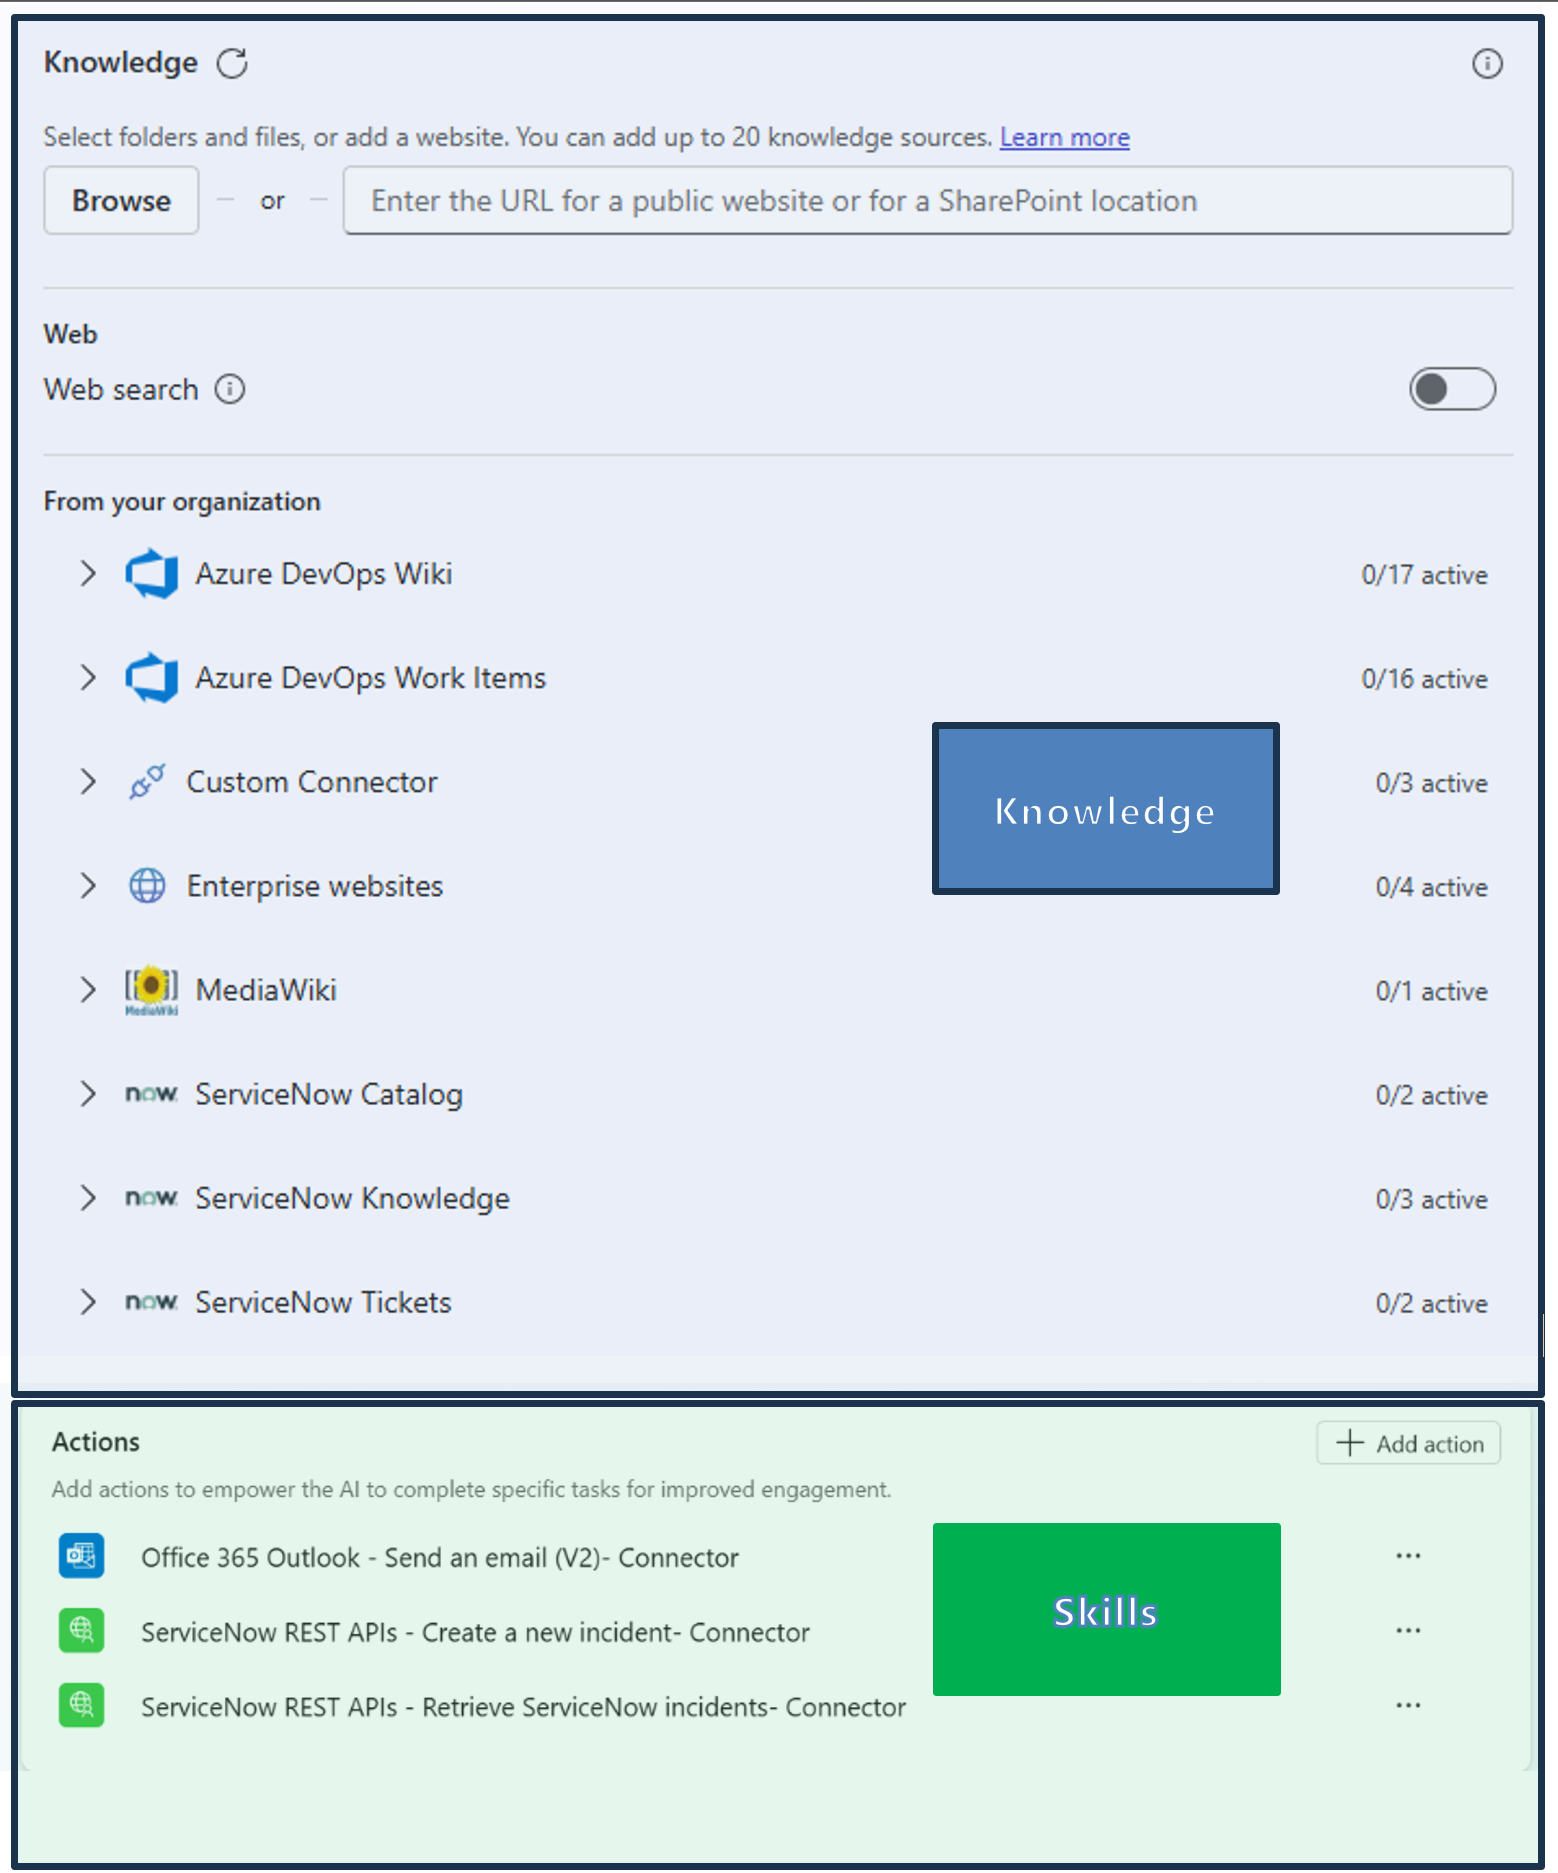 Knowledge
Select folders and files, or add a website. You can add up to 20 knowledge sources. Learn more
Browse or Enter the URL for a public website or for a SharePoint location
Web
Web search
From your organization
Azure DevOps Wiki 0/17 active
Azure DevOps Work Items 0/16 active
Custom Connector 0/3 active
Knowledge
Enterprise websites 0/4 active
MediaWiki MediaWiki 0/1 active
now ServiceNow Catalog 0/2 active
now ServiceNow Knowledge 0/3 active
now ServiceNow Tickets 0/2 active
Actions + Add action
Add actions to empower the AI to complete specific tasks for improved engagement.
Office 365 Outlook - Send an email (V2)- Connector ...
Skills
ServiceNow REST APIs - Create a new incident- Connector ...
ServiceNow REST APIs - Retrieve ServiceNow incidents- Connector ...